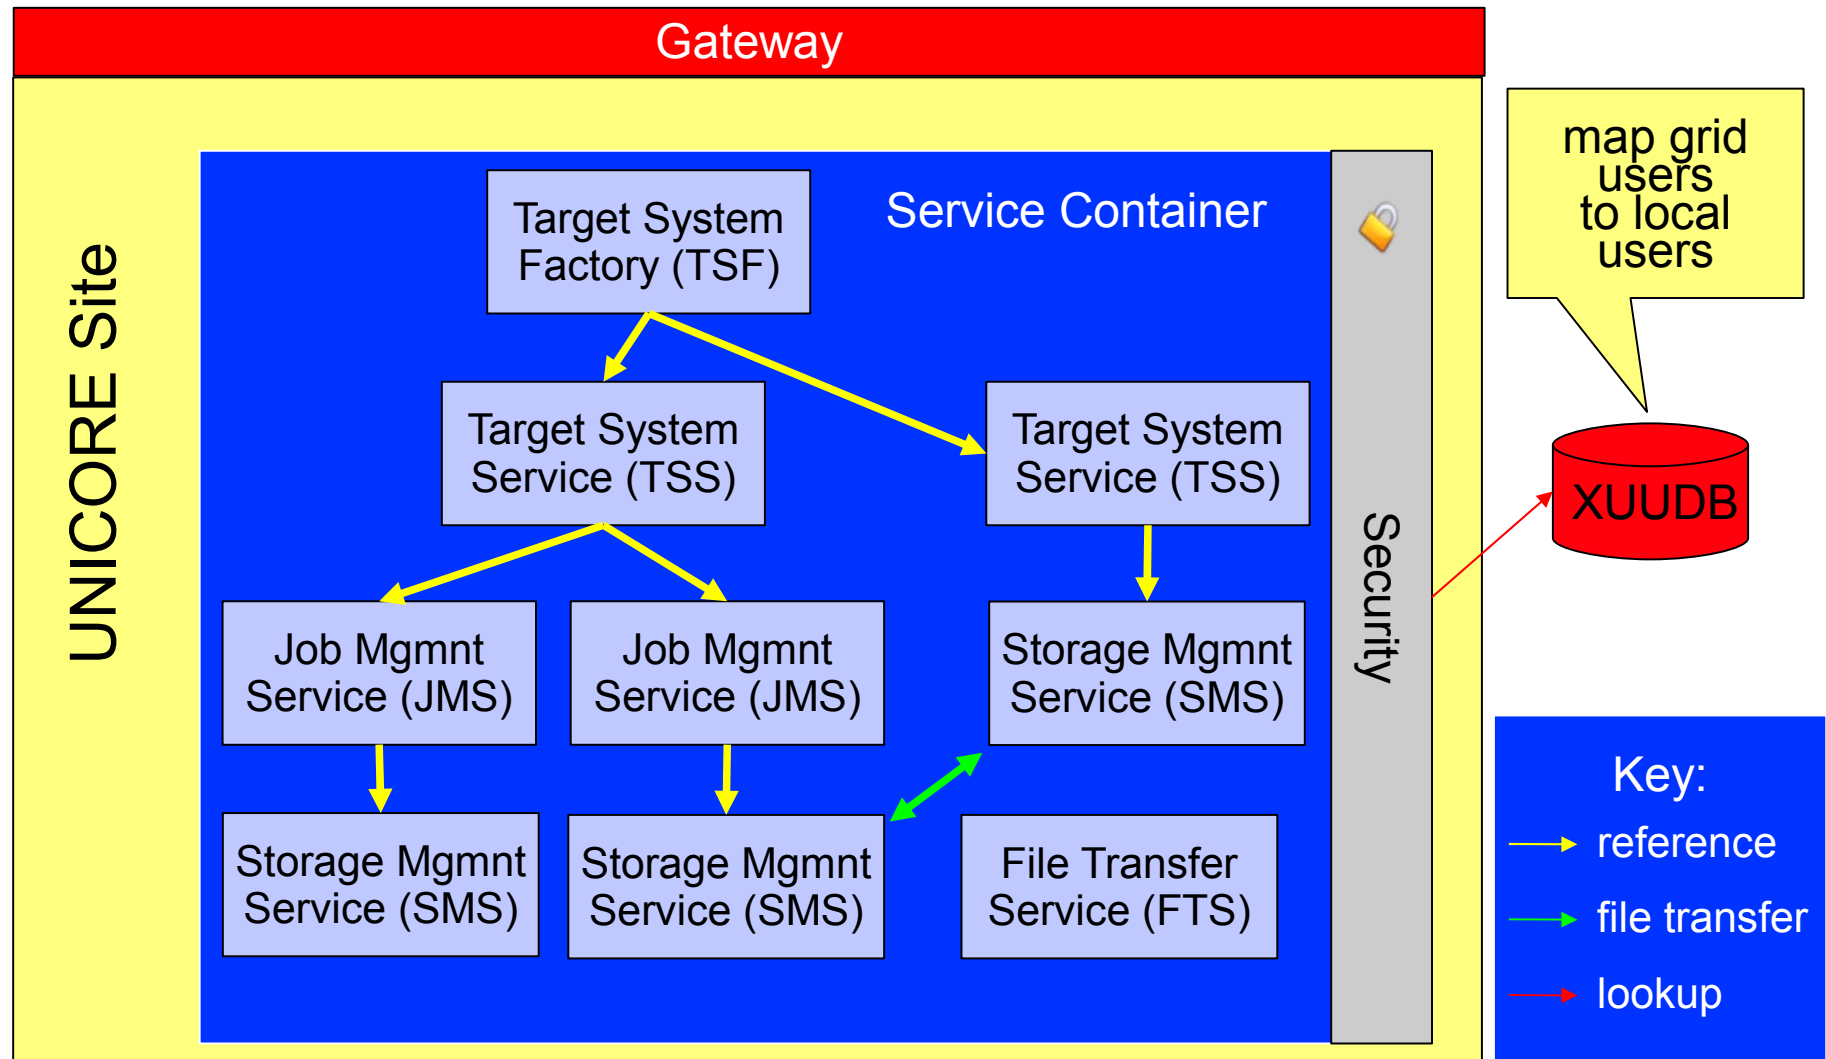 Gateway
UNICORE Site
Service Container
Target System
Factory (TSF)
Target System
Service (TSS)
Target System
Service (TSS)
Job Mgmnt
Service (JMS)
Job Mgmnt
Service (JMS)
Storage Mgmnt
Service (SMS)
Storage Mgmnt
Service (SMS)
Storage Mgmnt
Service (SMS)
File Transfer
Service (FTS)
Security
map grid
users
to local
users
XUUDB
Key:
reference
file transfer
lookup